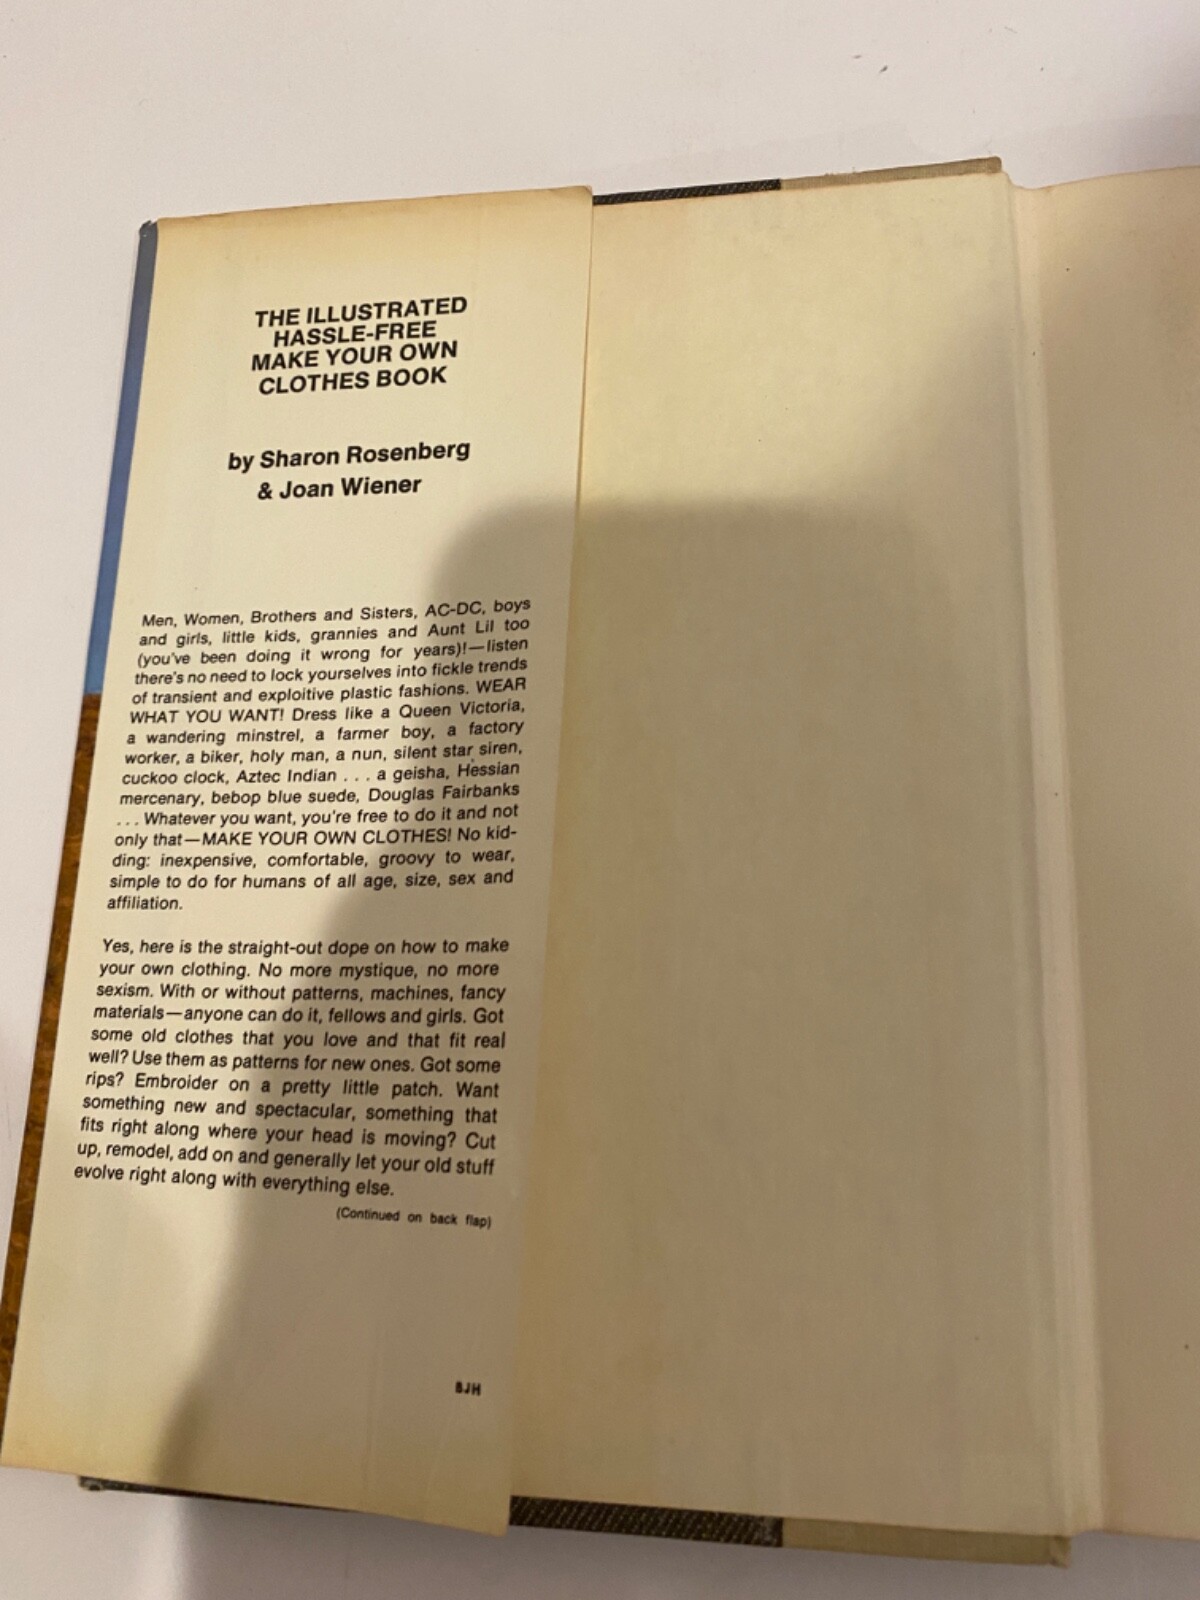 THE ILLUSTRATED
HASSLE-FREE
MAKE YOUR OWN
CLOTHES BOOK
by Sharon Rosenberg
& Joan Wiener
Men, Women, Brothers and Sisters, AC-DC, boys
and girls, little kids, grannies and Aunt Lil too
(you've been doing it wrong for years)!—listen
there's no need to lock yourselves into fickle trends
of transient and exploitive plastic fashions. WEAR
WHAT YOU WANT! Dress like a Queen Victoria,
a wandering minstrel, a farmer boy, a factory
worker, a biker, holy man, a nun, silent star siren,
cuckoo clock, Aztec Indian . . . a geisha, Hessian
mercenary, bebop blue suede, Douglas Fairbanks
. . . Whatever you want, you're free to do it and not
only that—MAKE YOUR OWN CLOTHES! No kid-
ding: inexpensive, comfortable, groovy to wear,
simple to do for humans of all age, size, sex and
affiliation.
Yes, here is the straight-out dope on how to make
your own clothing. No more mystique, no more
sexism. With or without patterns, machines, fancy
materials—anyone can do it, fellows and girls. Got
some old clothes that you love and that fit real
well? Use them as patterns for new ones. Got some
rips? Embroider on a pretty little patch. Want
something new and spectacular, something that
fits right along where your head is moving? Cut
up, remodel, add on and generally let your old stuff
evolve right along with everything else.
(Continued on back flap)
BJH